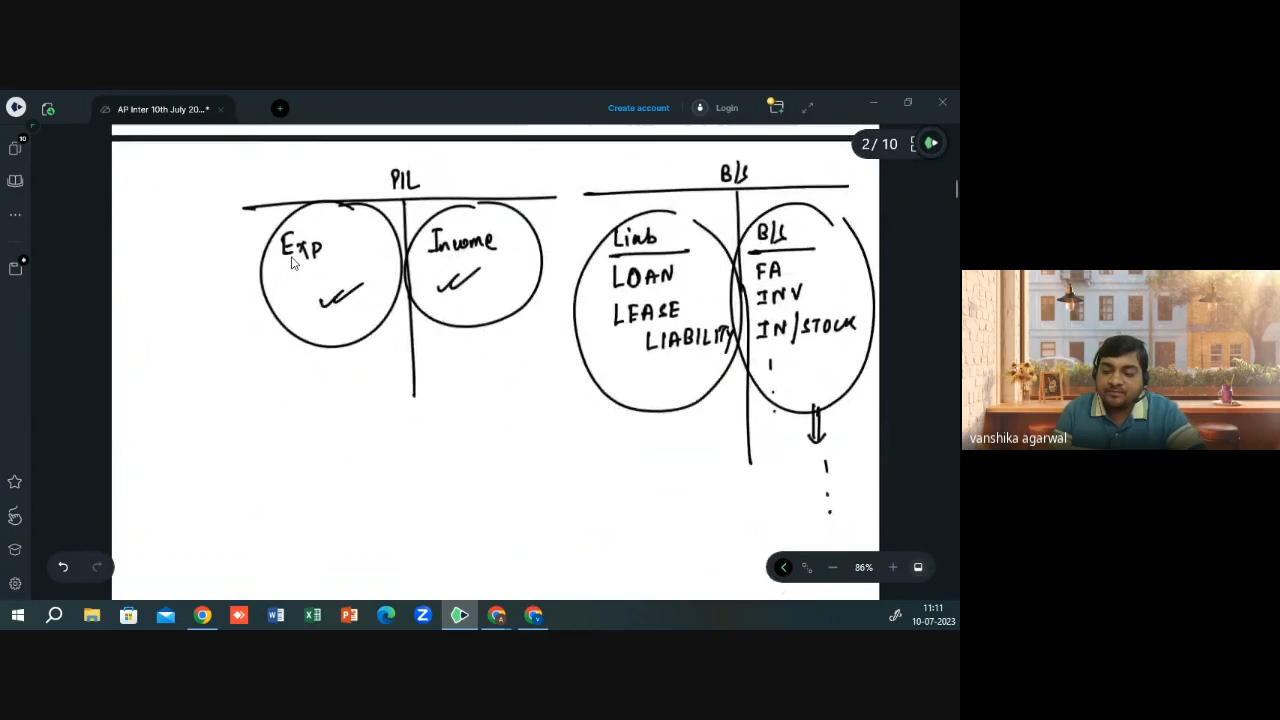 AP Inter 10th July 20...*
Create account
Login
10
2/10
P/L
B/s
Exp
Income
Liab
LOAN
LEASE
LIABILITY
B/s
FA
INV
IN/STOCK
vanshika agarwal
86%
11:11
10-07-2023